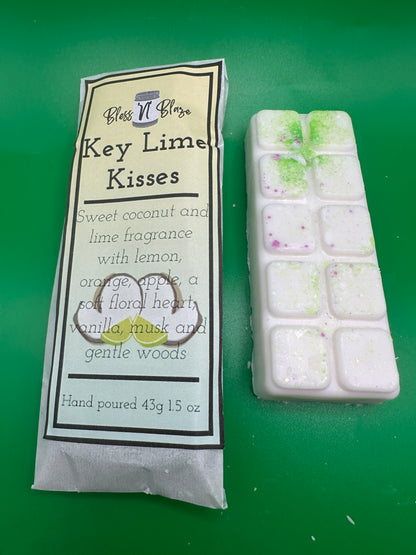 Bless 'N' Blaze
Key Lime
Kisses
Sweet coconut and
lime fragrance
with lemon,
orange, apple, a
soft floral heart,
vanilla, musk and
gentle woods
Hand poured 43g 1.5 oz